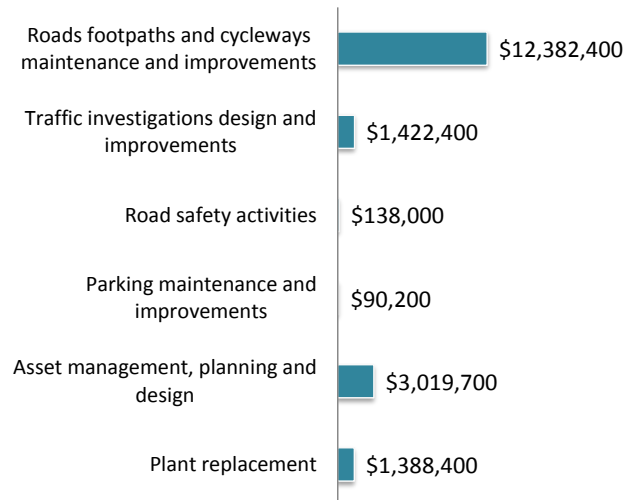 Roads footpaths and cycleways
maintenance and improvements
$12,382,400
Traffic investigations design and
improvements
$1,422,400
Road safety activities
$138,000
Parking maintenance and
improvements
$90,200
Asset management, planning and
design
$3,019,700
Plant replacement
$1,388,400